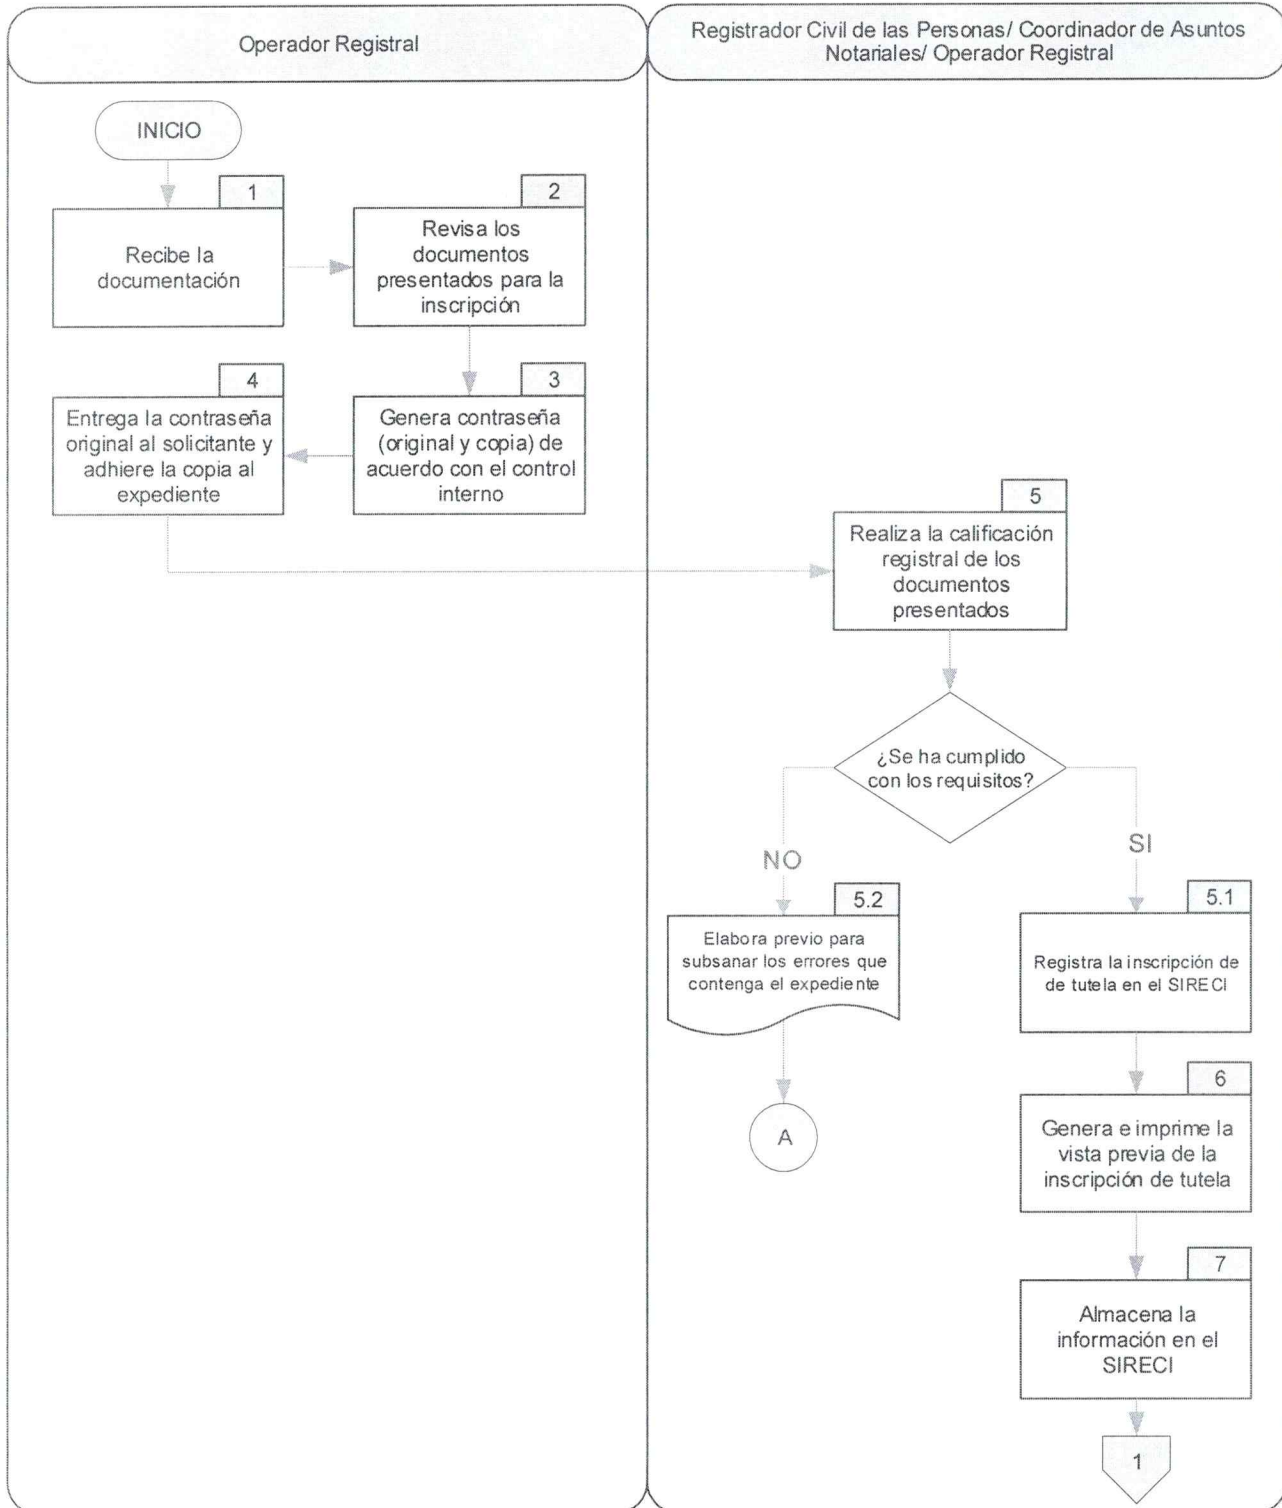 Operador Registral
Registrador Civil de las Personas/ Coordinador de Asuntos
Notariales/ Operador Registral
INICIO
1
Recibe la
documentación
2
Revisa los
documentos
presentados para la
inscripción
4
Entrega la contraseña
original al solicitante y
adhiere la copia al
expediente
3
Genera contraseña
(original y copia) de
acuerdo con el control
interno
5
Realiza la calificación
registral de los
documentos
presentados
¿Se ha cumplido
con los requisitos?
NO
SI
5.2
Elabora previo para
subsanar los errores que
contenga el expediente
5.1
Registra la inscripción de
de tutela en el SIRECI
6
Genera e imprime la
vista previa de la
inscripción de tutela
A
7
Almacena la
información en el
SIRECI
1